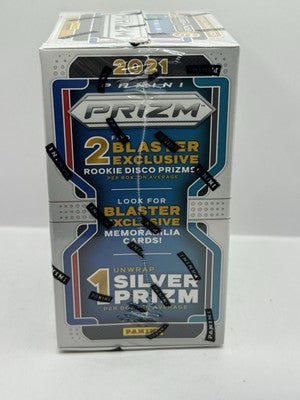 2021
PANINI
PRIZM
2 BLASTER
EXCLUSIVE
ROOKIE DISCO PRIZMS
PER BOX, ON AVERAGE
LOOK FOR
BLASTER
EXCLUSIVE
MEMORABILIA
CARDS!
UNWRAP
1 SILVER
PRIZM
PER BOX, ON AVERAGE
PANINI